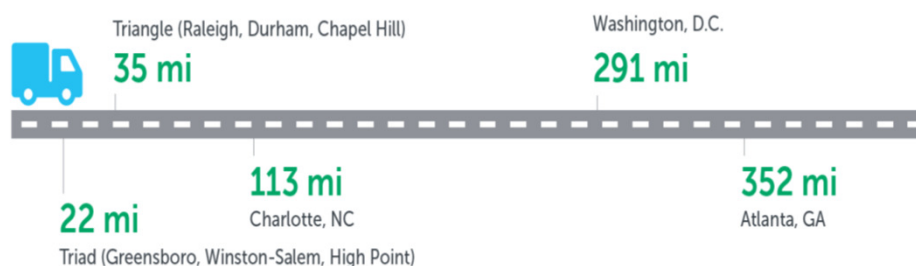 Triangle (Raleigh, Durham, Chapel Hill)
35 mi
Washington, D.C.
291 mi
22 mi
Triad (Greensboro, Winston-Salem, High Point)
113 mi
Charlotte, NC
352 mi
Atlanta, GA